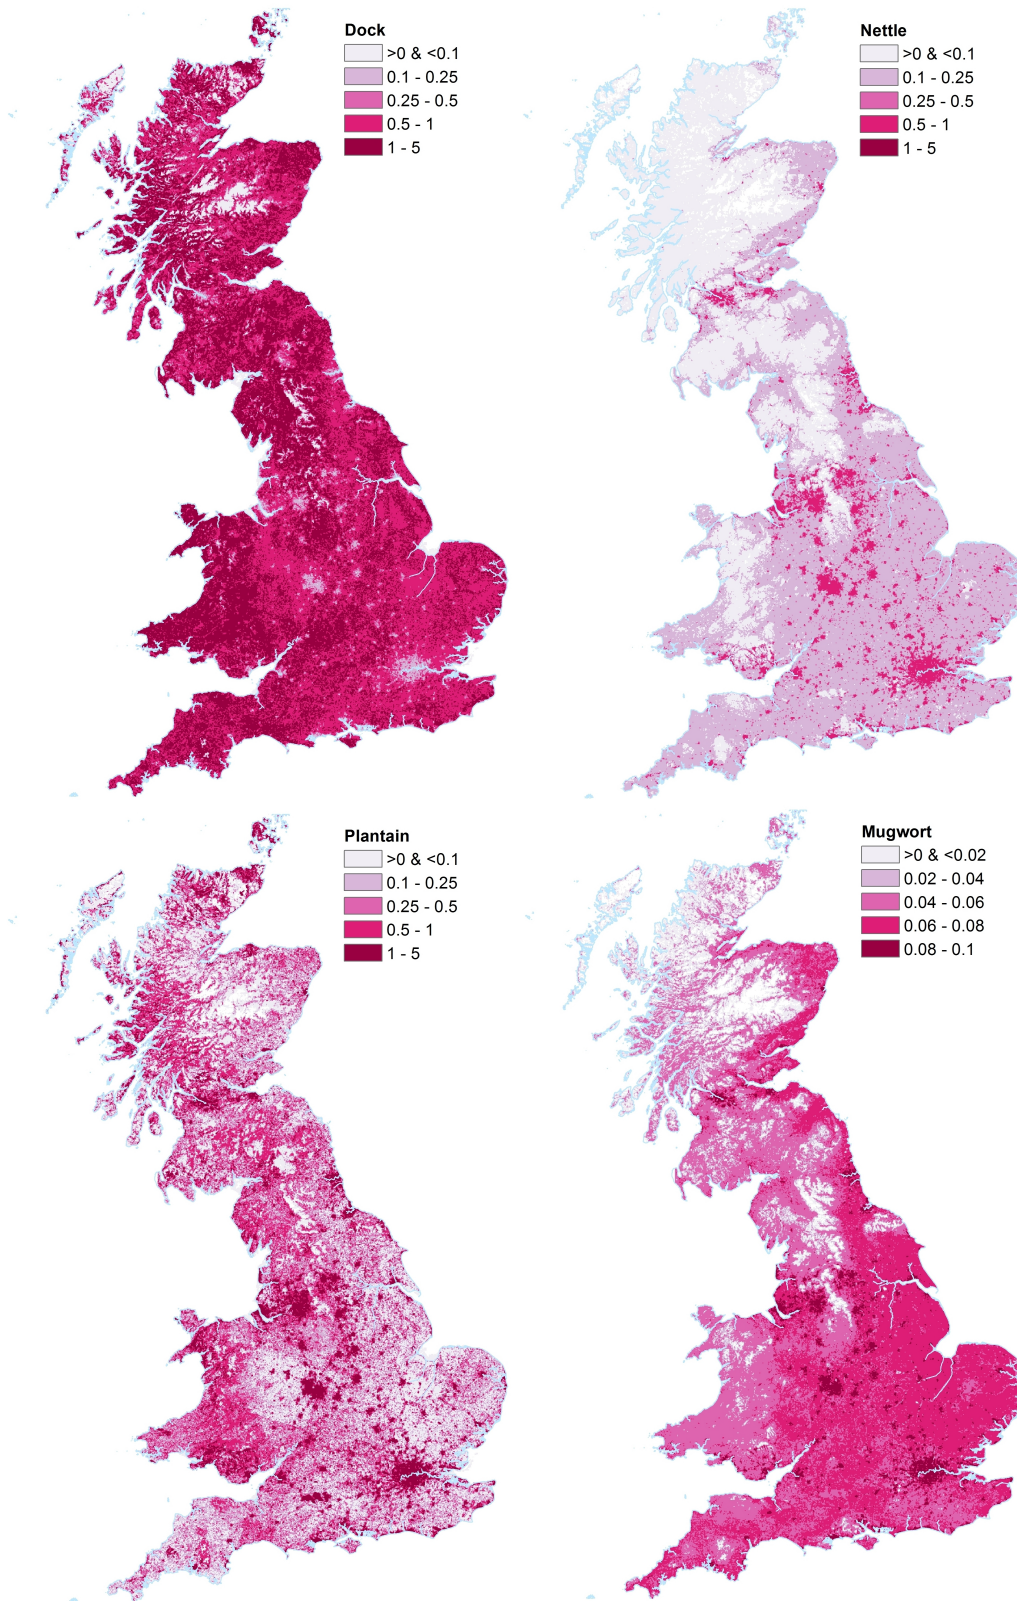 Dock
>0 & <0.1
0.1 - 0.25
0.25 - 0.5
0.5 - 1
1 - 5
Nettle
>0 & <0.1
0.1 - 0.25
0.25 - 0.5
0.5 - 1
1 - 5
Plantain
>0 & <0.1
0.1 - 0.25
0.25 - 0.5
0.5 - 1
1 - 5
Mugwort
>0 & <0.02
0.02 - 0.04
0.04 - 0.06
0.06 - 0.08
0.08 - 0.1